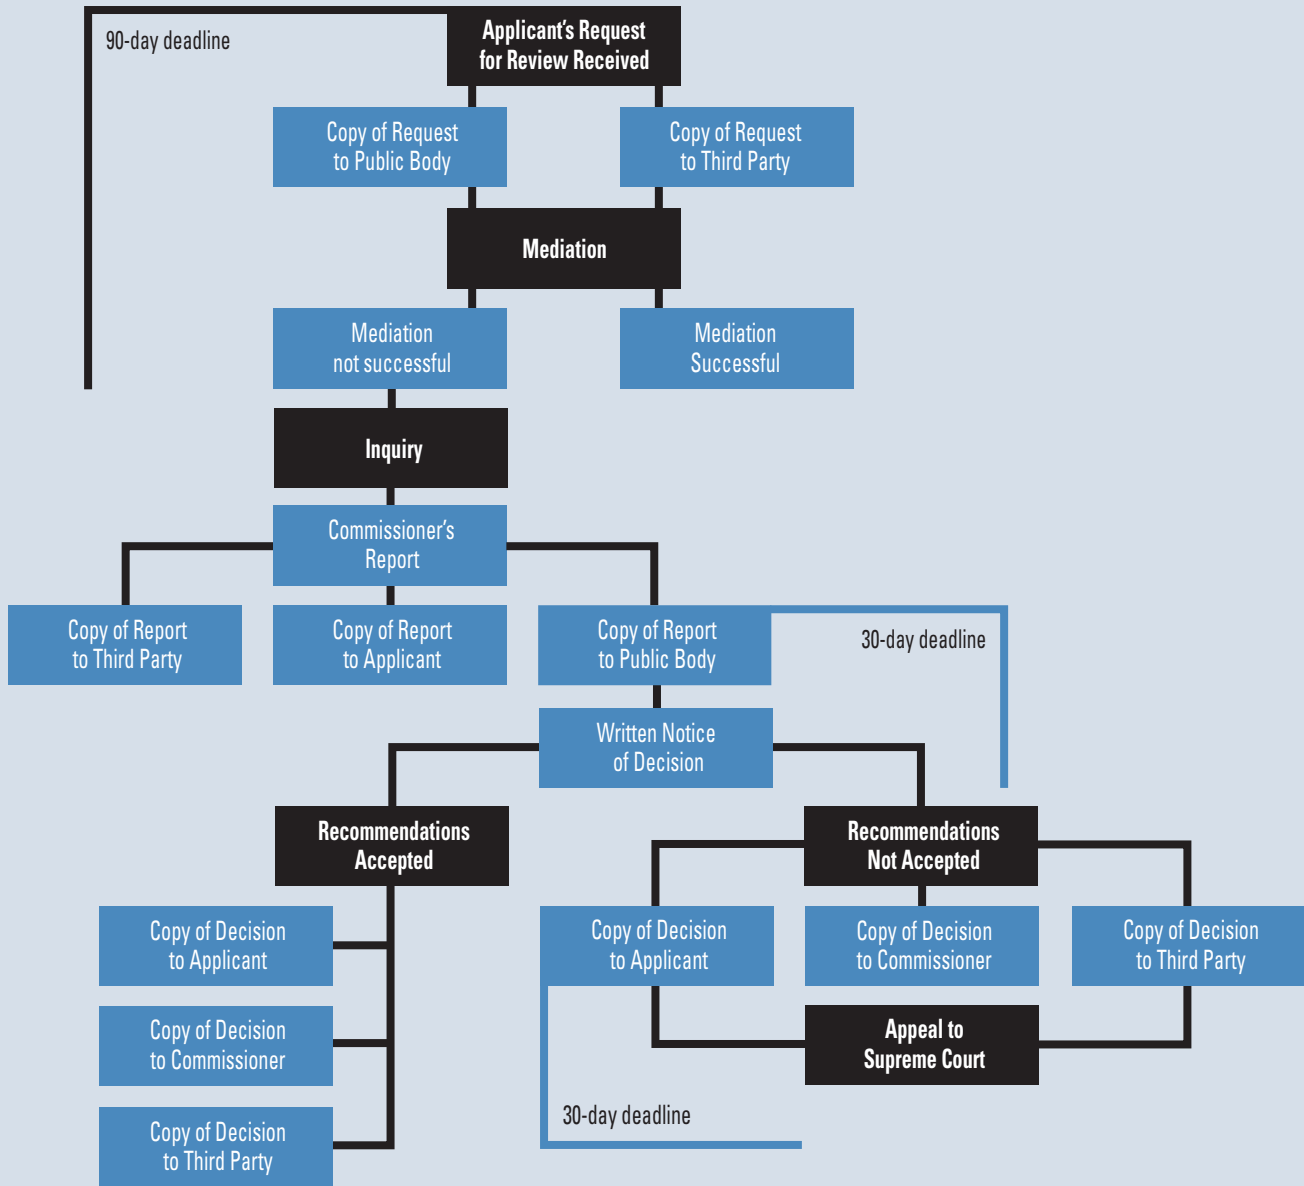 90-day deadline
Applicant's Request
for Review Received
Copy of Request
to Public Body
Copy of Request
to Third Party
Mediation
Mediation
not successful
Mediation
Successful
Inquiry
Commissioner's
Report
Copy of Report
to Third Party
Copy of Report
to Applicant
Copy of Report
to Public Body
30-day deadline
Written Notice
of Decision
Recommendations
Accepted
Recommendations
Not Accepted
Copy of Decision
to Applicant
Copy of Decision
to Commissioner
Copy of Decision
to Third Party
Copy of Decision
to Applicant
Copy of Decision
to Commissioner
Copy of Decision
to Third Party
Appeal to
Supreme Court
30-day deadline